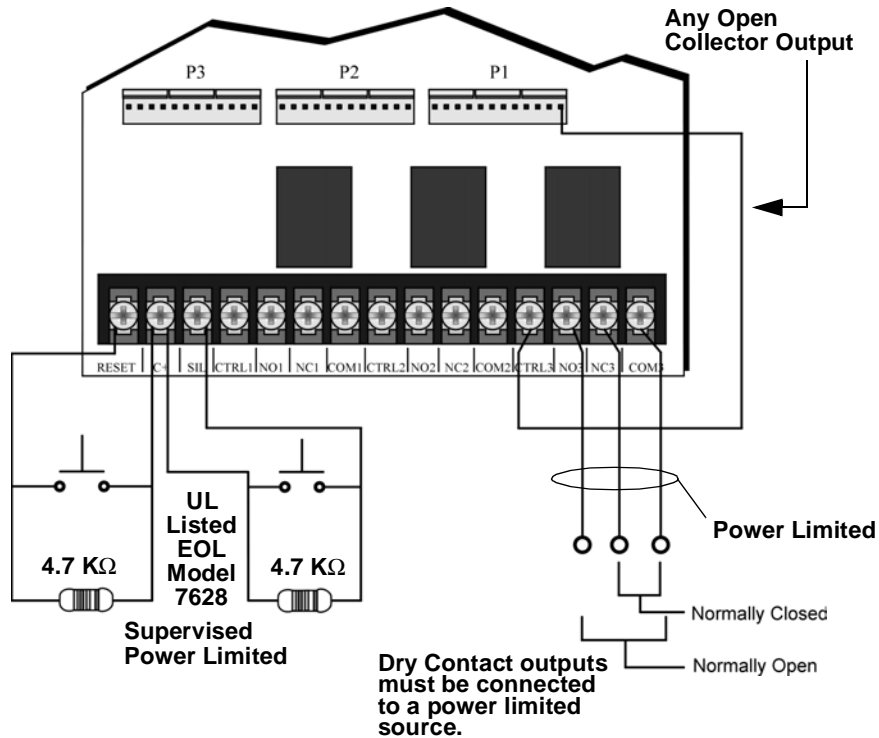 Any Open
Collector Output
P3 P2 P1
RESET C+ SIL CTRL1 NO1 NC1 COM1 CTRL2 NO2 NC2 COM2 CTRL3 NO3 NC3 COM3
UL
Listed
EOL
Model
7628
4.7 KΩ
4.7 KΩ
Supervised
Power Limited
Power Limited
Normally Closed
Normally Open
Dry Contact outputs
must be connected
to a power limited
source.